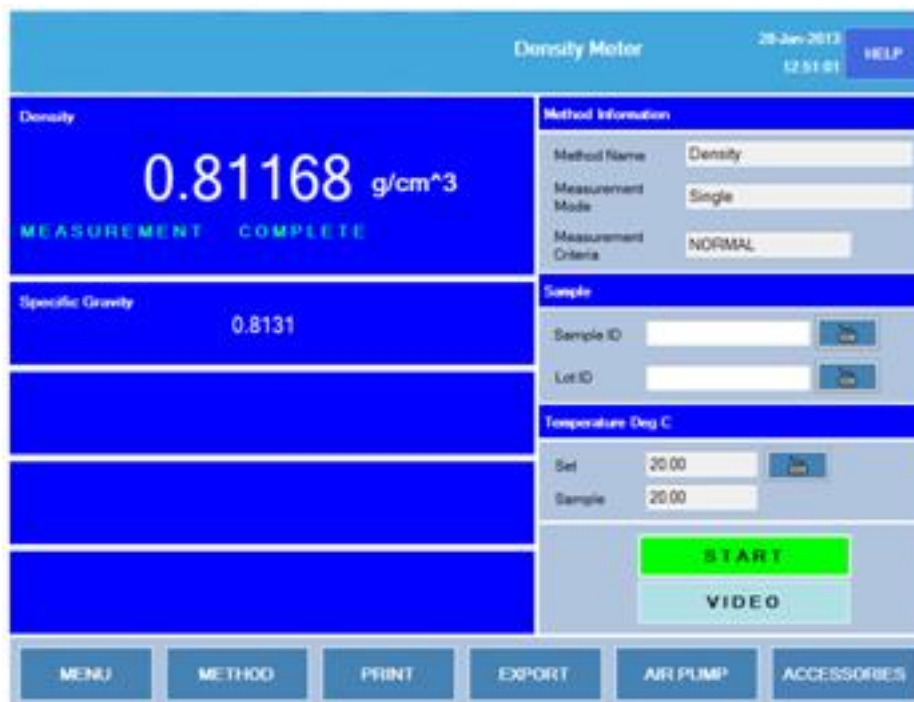 Density Meter
28-Jan-2013
12:51:01
HELP
Density
0.81168 g/cm^3
MEASUREMENT COMPLETE
Specific Gravity
0.8131
Method Information
Method Name Density
Measurement
Mode
Single
Measurement
Criteria
NORMAL
Sample
Sample ID
Lot ID
Temperature Deg C
Set 20.00
Sample 20.00
START
VIDEO
MENU METHOD PRINT EXPORT AIR PUMP ACCESSORIES